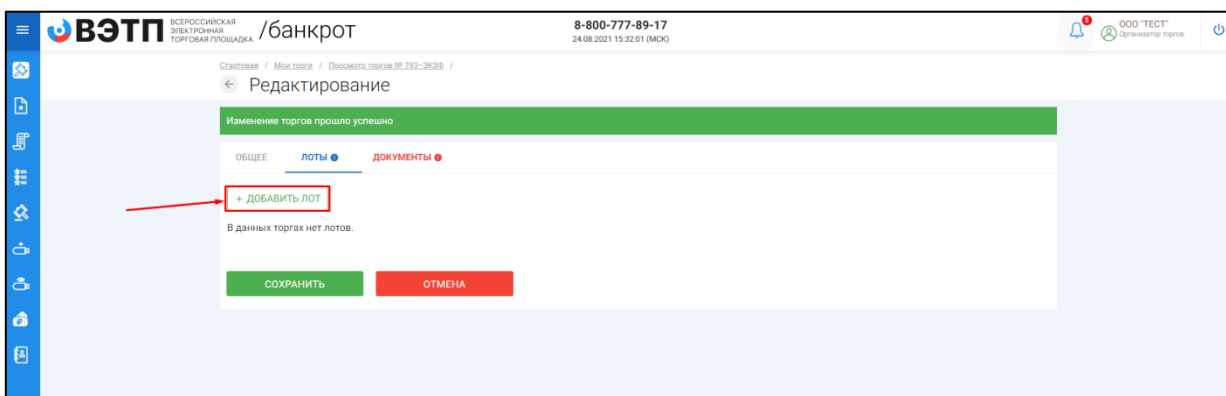 ВЭТП
ВСЕРОССИЙСКАЯ
ЭЛЕКТРОННАЯ
ТОРГОВАЯ ПЛОЩАДКА
/банкрот
8-800-777-89-17
24.08.2021 15:32:01 (МСК)
5
ООО "ТЕСТ"
Организатор торгов
Стартовая / Мои торги / Просмотр торгов № 793-ЗКЭФ /
Редактирование
Изменение торгов прошло успешно
ОБЩЕЕ ЛОТЫ ДОКУМЕНТЫ
+ ДОБАВИТЬ ЛОТ
В данных торгах нет лотов.
СОХРАНИТЬ ОТМЕНА